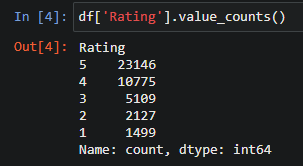 In [4]: df['Rating'].value_counts()
Out[4]: Rating
5    23146
4    10775
3     5109
2     2127
1     1499
Name: count, dtype: int64